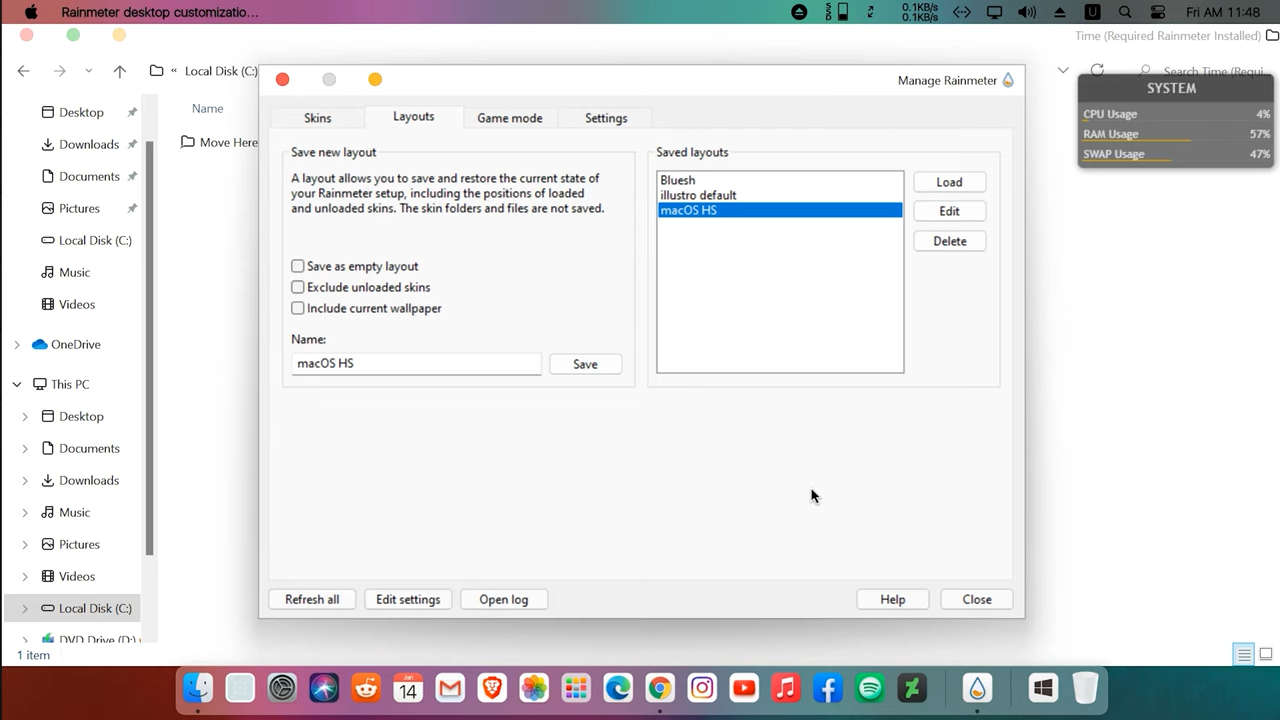 Rainmeter desktop customizatio...
0.1KB/s
0.1KB/s
U
Fri AM 11:48
Time (Required Rainmeter Installed)
« Local Disk (C:)
Search Time (Requi...
Manage Rainmeter
SYSTEM
CPU Usage 4%
RAM Usage 57%
SWAP Usage 47%
Desktop
Downloads
Documents
Pictures
Local Disk (C:)
Music
Videos
OneDrive
This PC
Desktop
Documents
Downloads
Music
Pictures
Videos
Local Disk (C:)
DVD Drive (D:)
1 item
Name
Move Here
Skins
Layouts
Game mode
Settings
Save new layout
A layout allows you to save and restore the current state of
your Rainmeter setup, including the positions of loaded
and unloaded skins. The skin folders and files are not saved.
Save as empty layout
Exclude unloaded skins
Include current wallpaper
Name:
macOS HS
Save
Saved layouts
Bluesh
illustro default
macOS HS
Load
Edit
Delete
Refresh all
Edit settings
Open log
Help
Close
Jan
14